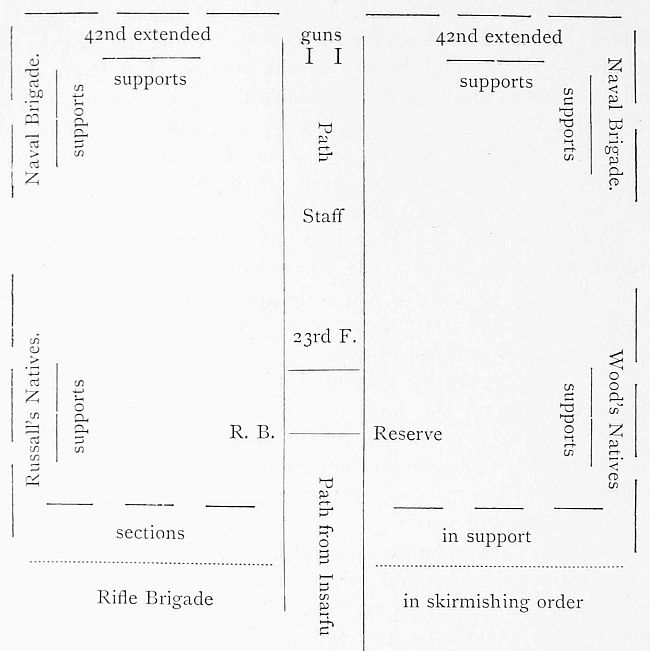 42nd extended
guns
I I
42nd extended
supports
supports
Naval Brigade.
supports
Path
supports
Naval Brigade.
Staff
23rd F.
Russall's Natives.
supports
supports
Wood's Natives
R. B.
Reserve
Path from Insarfu
sections
in support
Rifle Brigade
in skirmishing order